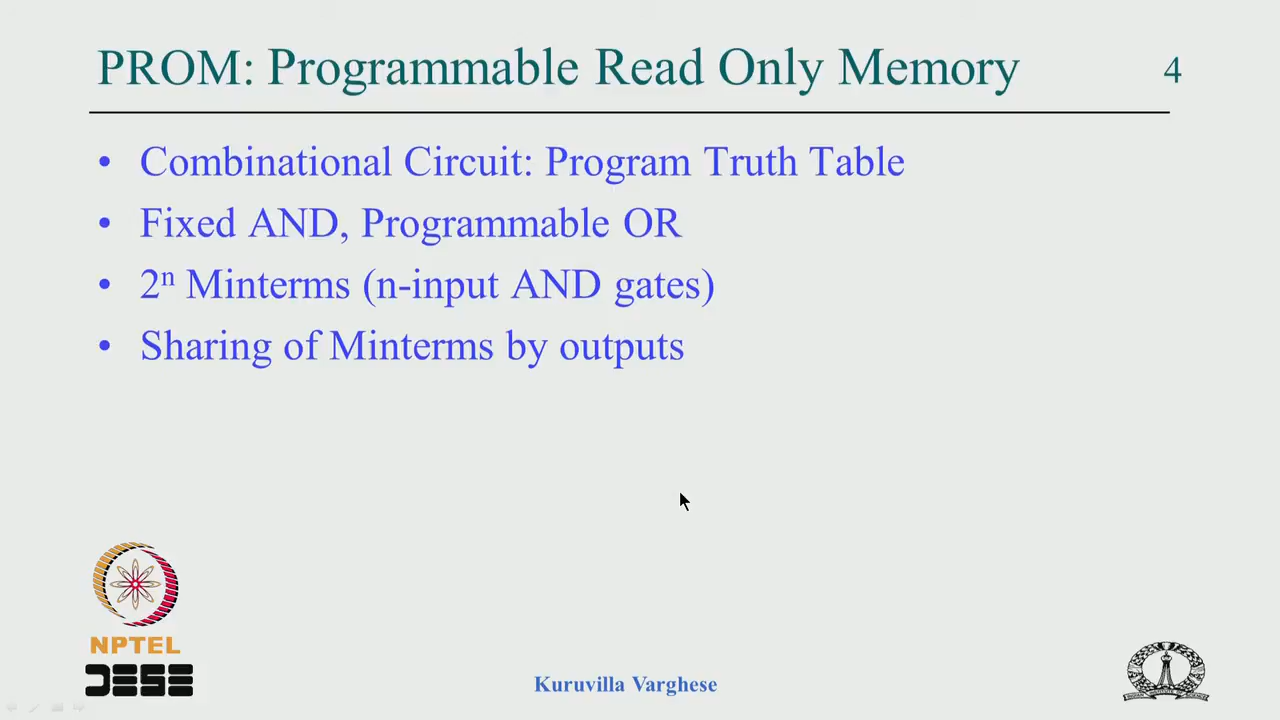 PROM: Programmable Read Only Memory
4
• Combinational Circuit: Program Truth Table
• Fixed AND, Programmable OR
• 2ⁿ Minterms (n-input AND gates)
• Sharing of Minterms by outputs
NPTEL
DESE
Kuruvilla Varghese